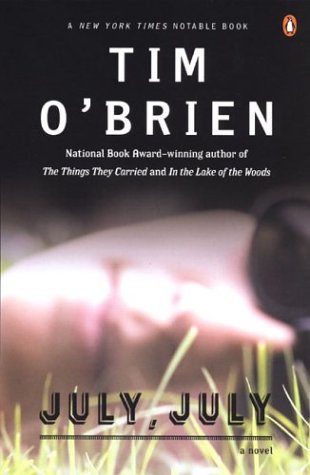 A NEW YORK TIMES NOTABLE BOOK
TIM
O'BRIEN
National Book Award–winning author of
The Things They Carried and In the Lake of the Woods
JULY, JULY
a novel